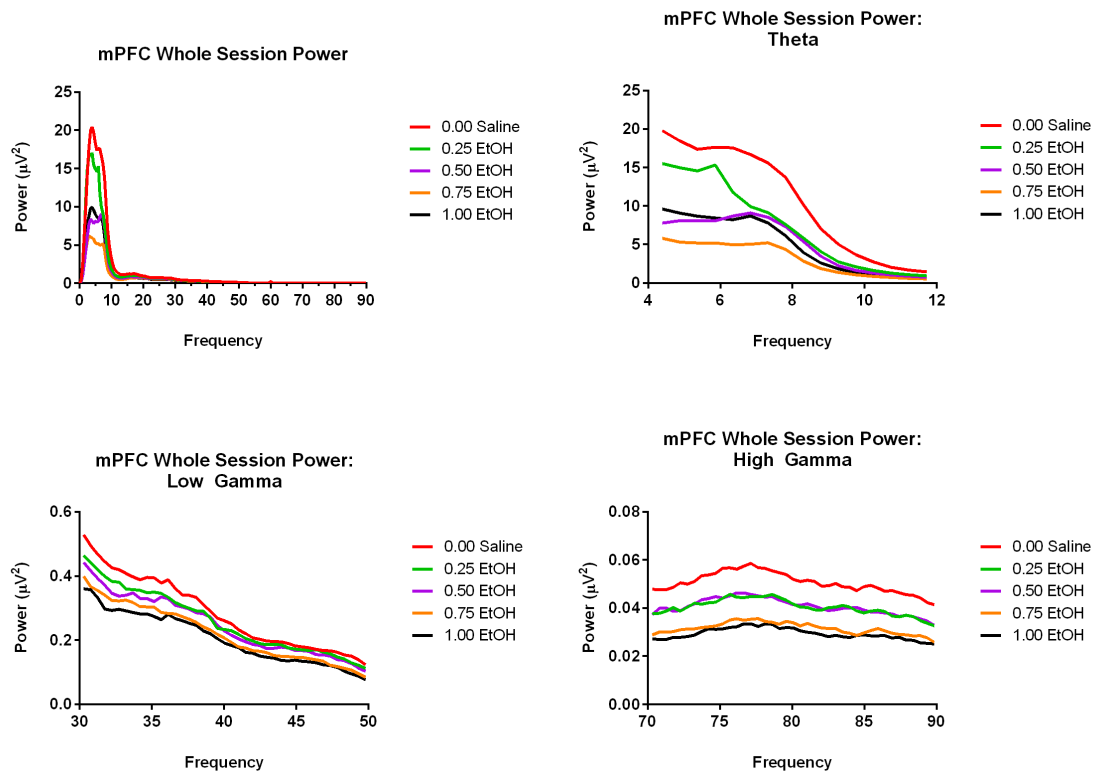 mPFC Whole Session Power
25
20
15
10
5
0
0 10 20 30 40 50 60 70 80 90
Power (μV²)
Frequency
0.00 Saline
0.25 EtOH
0.50 EtOH
0.75 EtOH
1.00 EtOH
mPFC Whole Session Power:
Theta
25
20
15
10
5
0
4 6 8 10 12
Power (μV²)
Frequency
0.00 Saline
0.25 EtOH
0.50 EtOH
0.75 EtOH
1.00 EtOH
mPFC Whole Session Power:
Low Gamma
0.6
0.4
0.2
0.0
30 35 40 45 50
Power (μV²)
Frequency
0.00 Saline
0.25 EtOH
0.50 EtOH
0.75 EtOH
1.00 EtOH
mPFC Whole Session Power:
High Gamma
0.08
0.06
0.04
0.02
0.00
70 75 80 85 90
Power (μV²)
Frequency
0.00 Saline
0.25 EtOH
0.50 EtOH
0.75 EtOH
1.00 EtOH